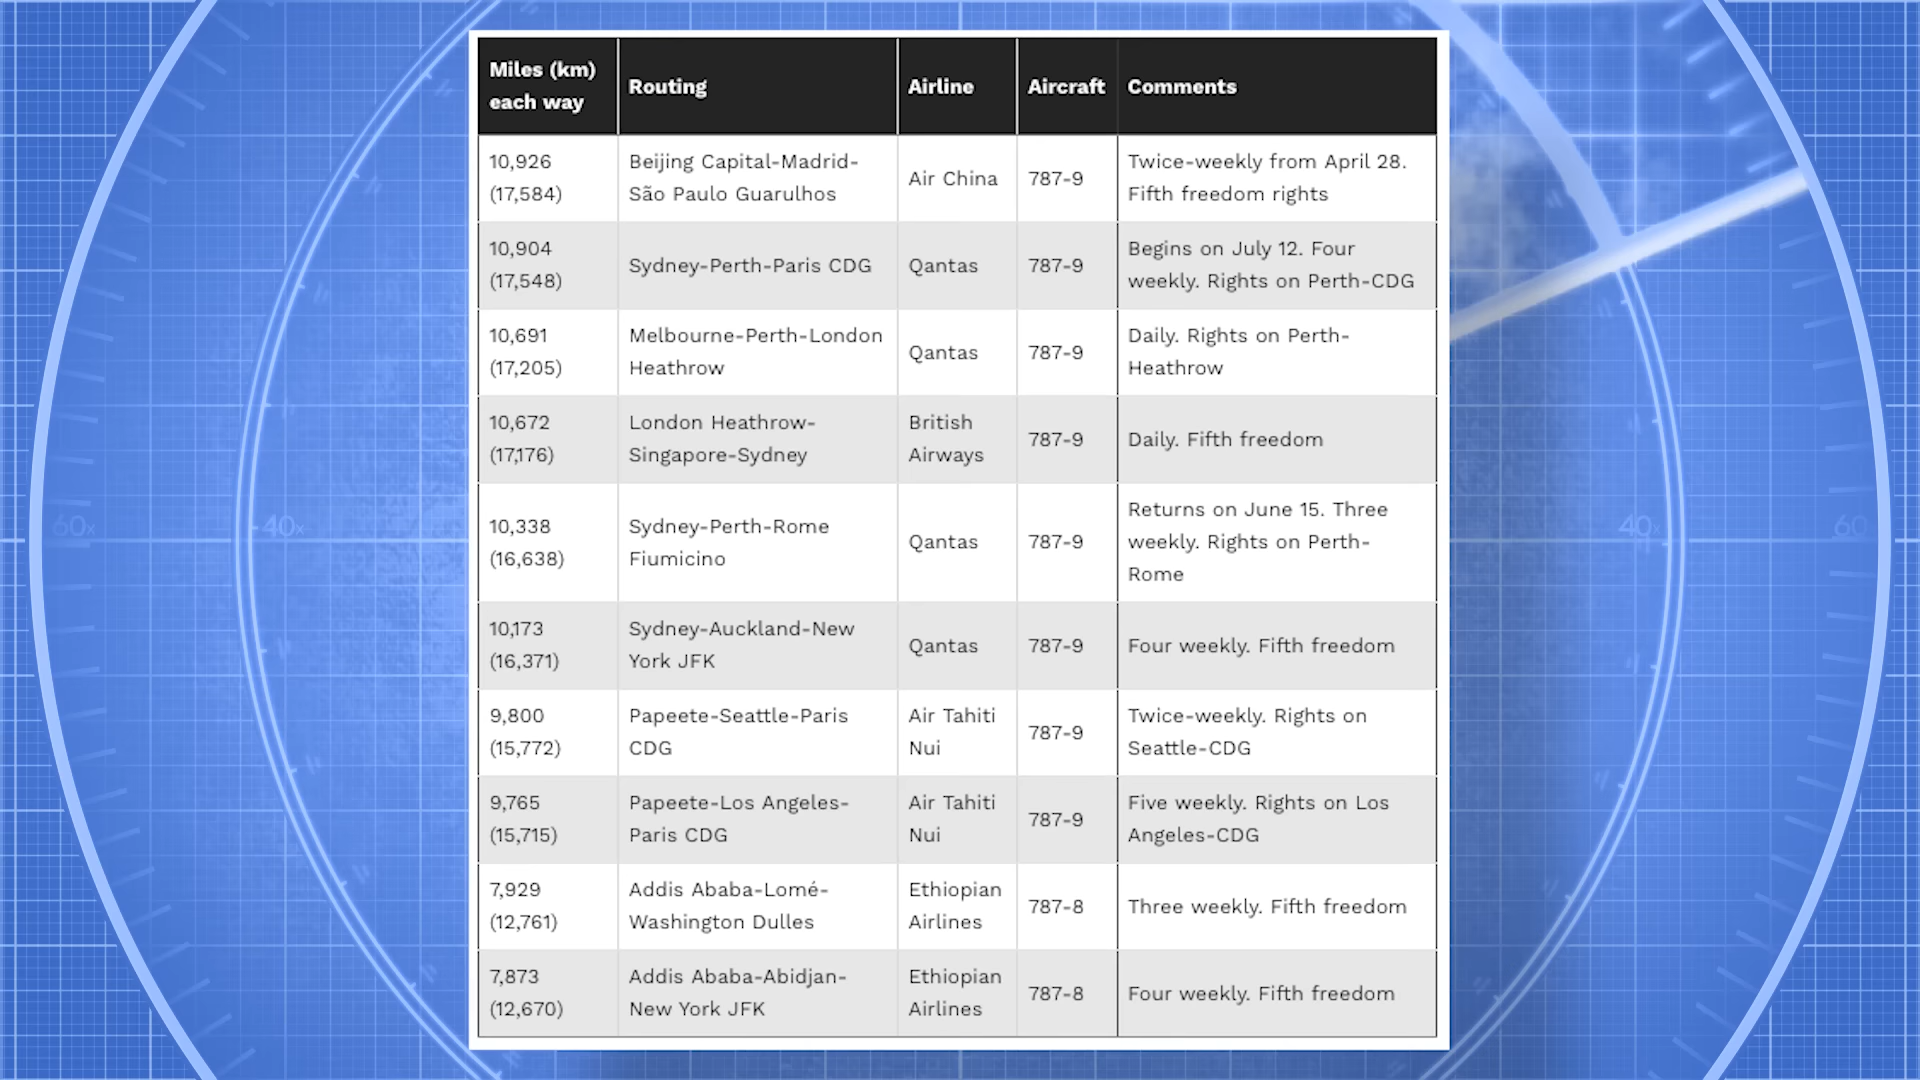 Miles (km)
each way
Routing
Airline
Aircraft
Comments
10,926
(17,584)
Beijing Capital-Madrid-
São Paulo Guarulhos
Air China
787-9
Twice-weekly from April 28.
Fifth freedom rights
10,904
(17,548)
Sydney-Perth-Paris CDG
Qantas
787-9
Begins on July 12. Four
weekly. Rights on Perth-CDG
10,691
(17,205)
Melbourne-Perth-London
Heathrow
Qantas
787-9
Daily. Rights on Perth-
Heathrow
10,672
(17,176)
London Heathrow-
Singapore-Sydney
British
Airways
787-9
Daily. Fifth freedom
10,338
(16,638)
Sydney-Perth-Rome
Fiumicino
Qantas
787-9
Returns on June 15. Three
weekly. Rights on Perth-
Rome
10,173
(16,371)
Sydney-Auckland-New
York JFK
Qantas
787-9
Four weekly. Fifth freedom
9,800
(15,772)
Papeete-Seattle-Paris
CDG
Air Tahiti
Nui
787-9
Twice-weekly. Rights on
Seattle-CDG
9,765
(15,715)
Papeete-Los Angeles-
Paris CDG
Air Tahiti
Nui
787-9
Five weekly. Rights on Los
Angeles-CDG
7,929
(12,761)
Addis Ababa-Lomé-
Washington Dulles
Ethiopian
Airlines
787-8
Three weekly. Fifth freedom
7,873
(12,670)
Addis Ababa-Abidjan-
New York JFK
Ethiopian
Airlines
787-8
Four weekly. Fifth freedom
60x
40x
40x
60